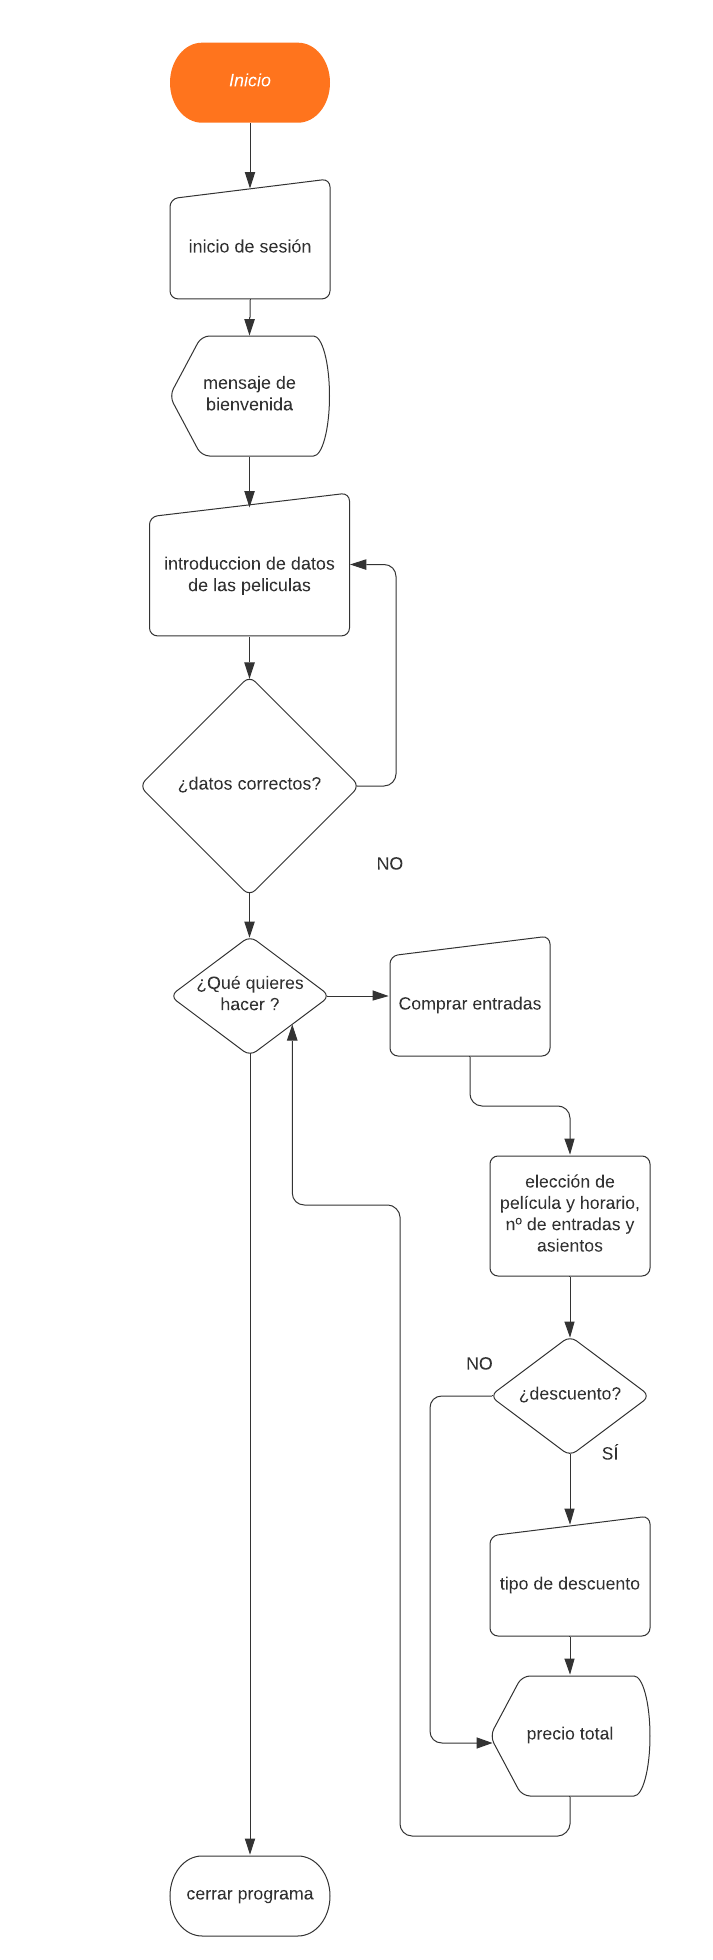 Inicio
inicio de sesión
mensaje de
bienvenida
introduccion de datos
de las peliculas
¿datos correctos?
NO
¿Qué quieres
hacer ?
Comprar entradas
elección de
película y horario,
nº de entradas y
asientos
NO
¿descuento?
SÍ
tipo de descuento
precio total
cerrar programa